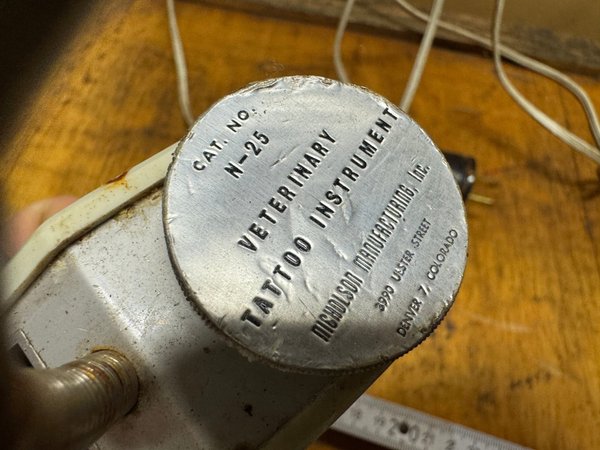 CAT. NO.
N-25
VETERINARY
TATTOO INSTRUMENT
NICHOLSON MANUFACTURING, Inc.
3990 ULSTER STREET
DENVER 7, COLORADO